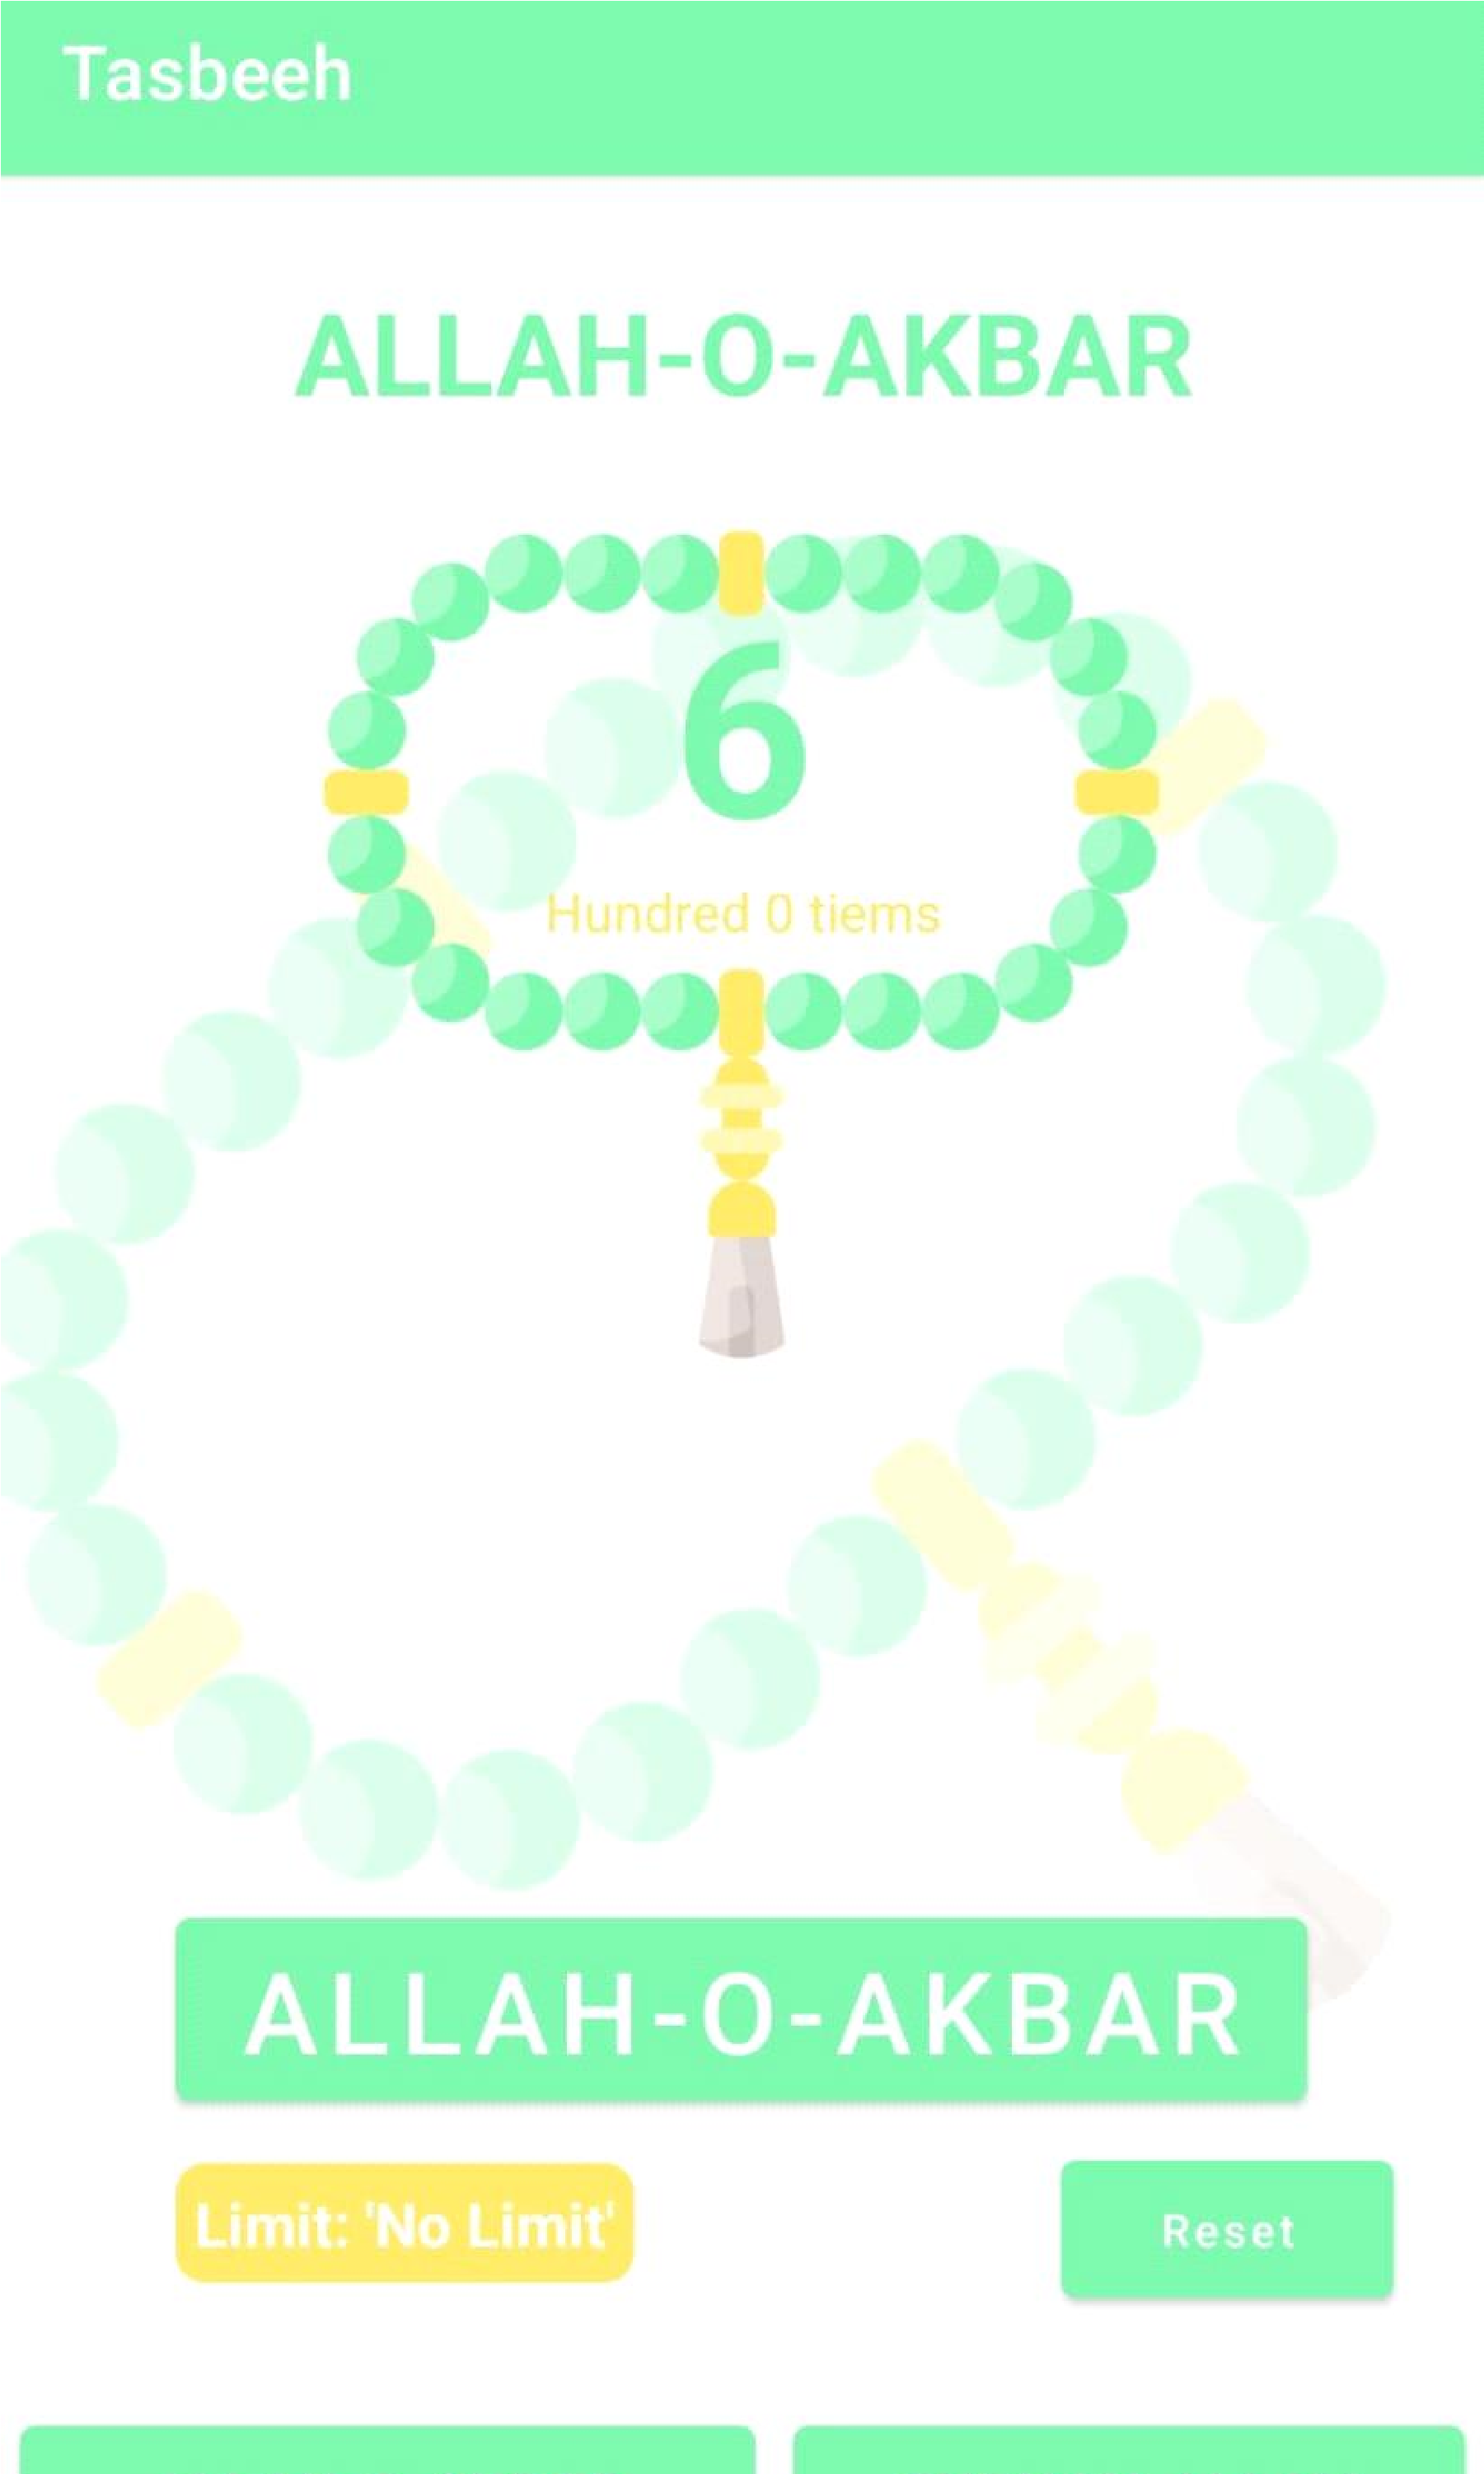 Tasbeeh
ALLAH-O-AKBAR
6
Hundred 0 tiems
ALLAH-O-AKBAR
Limit: 'No Limit'
Reset